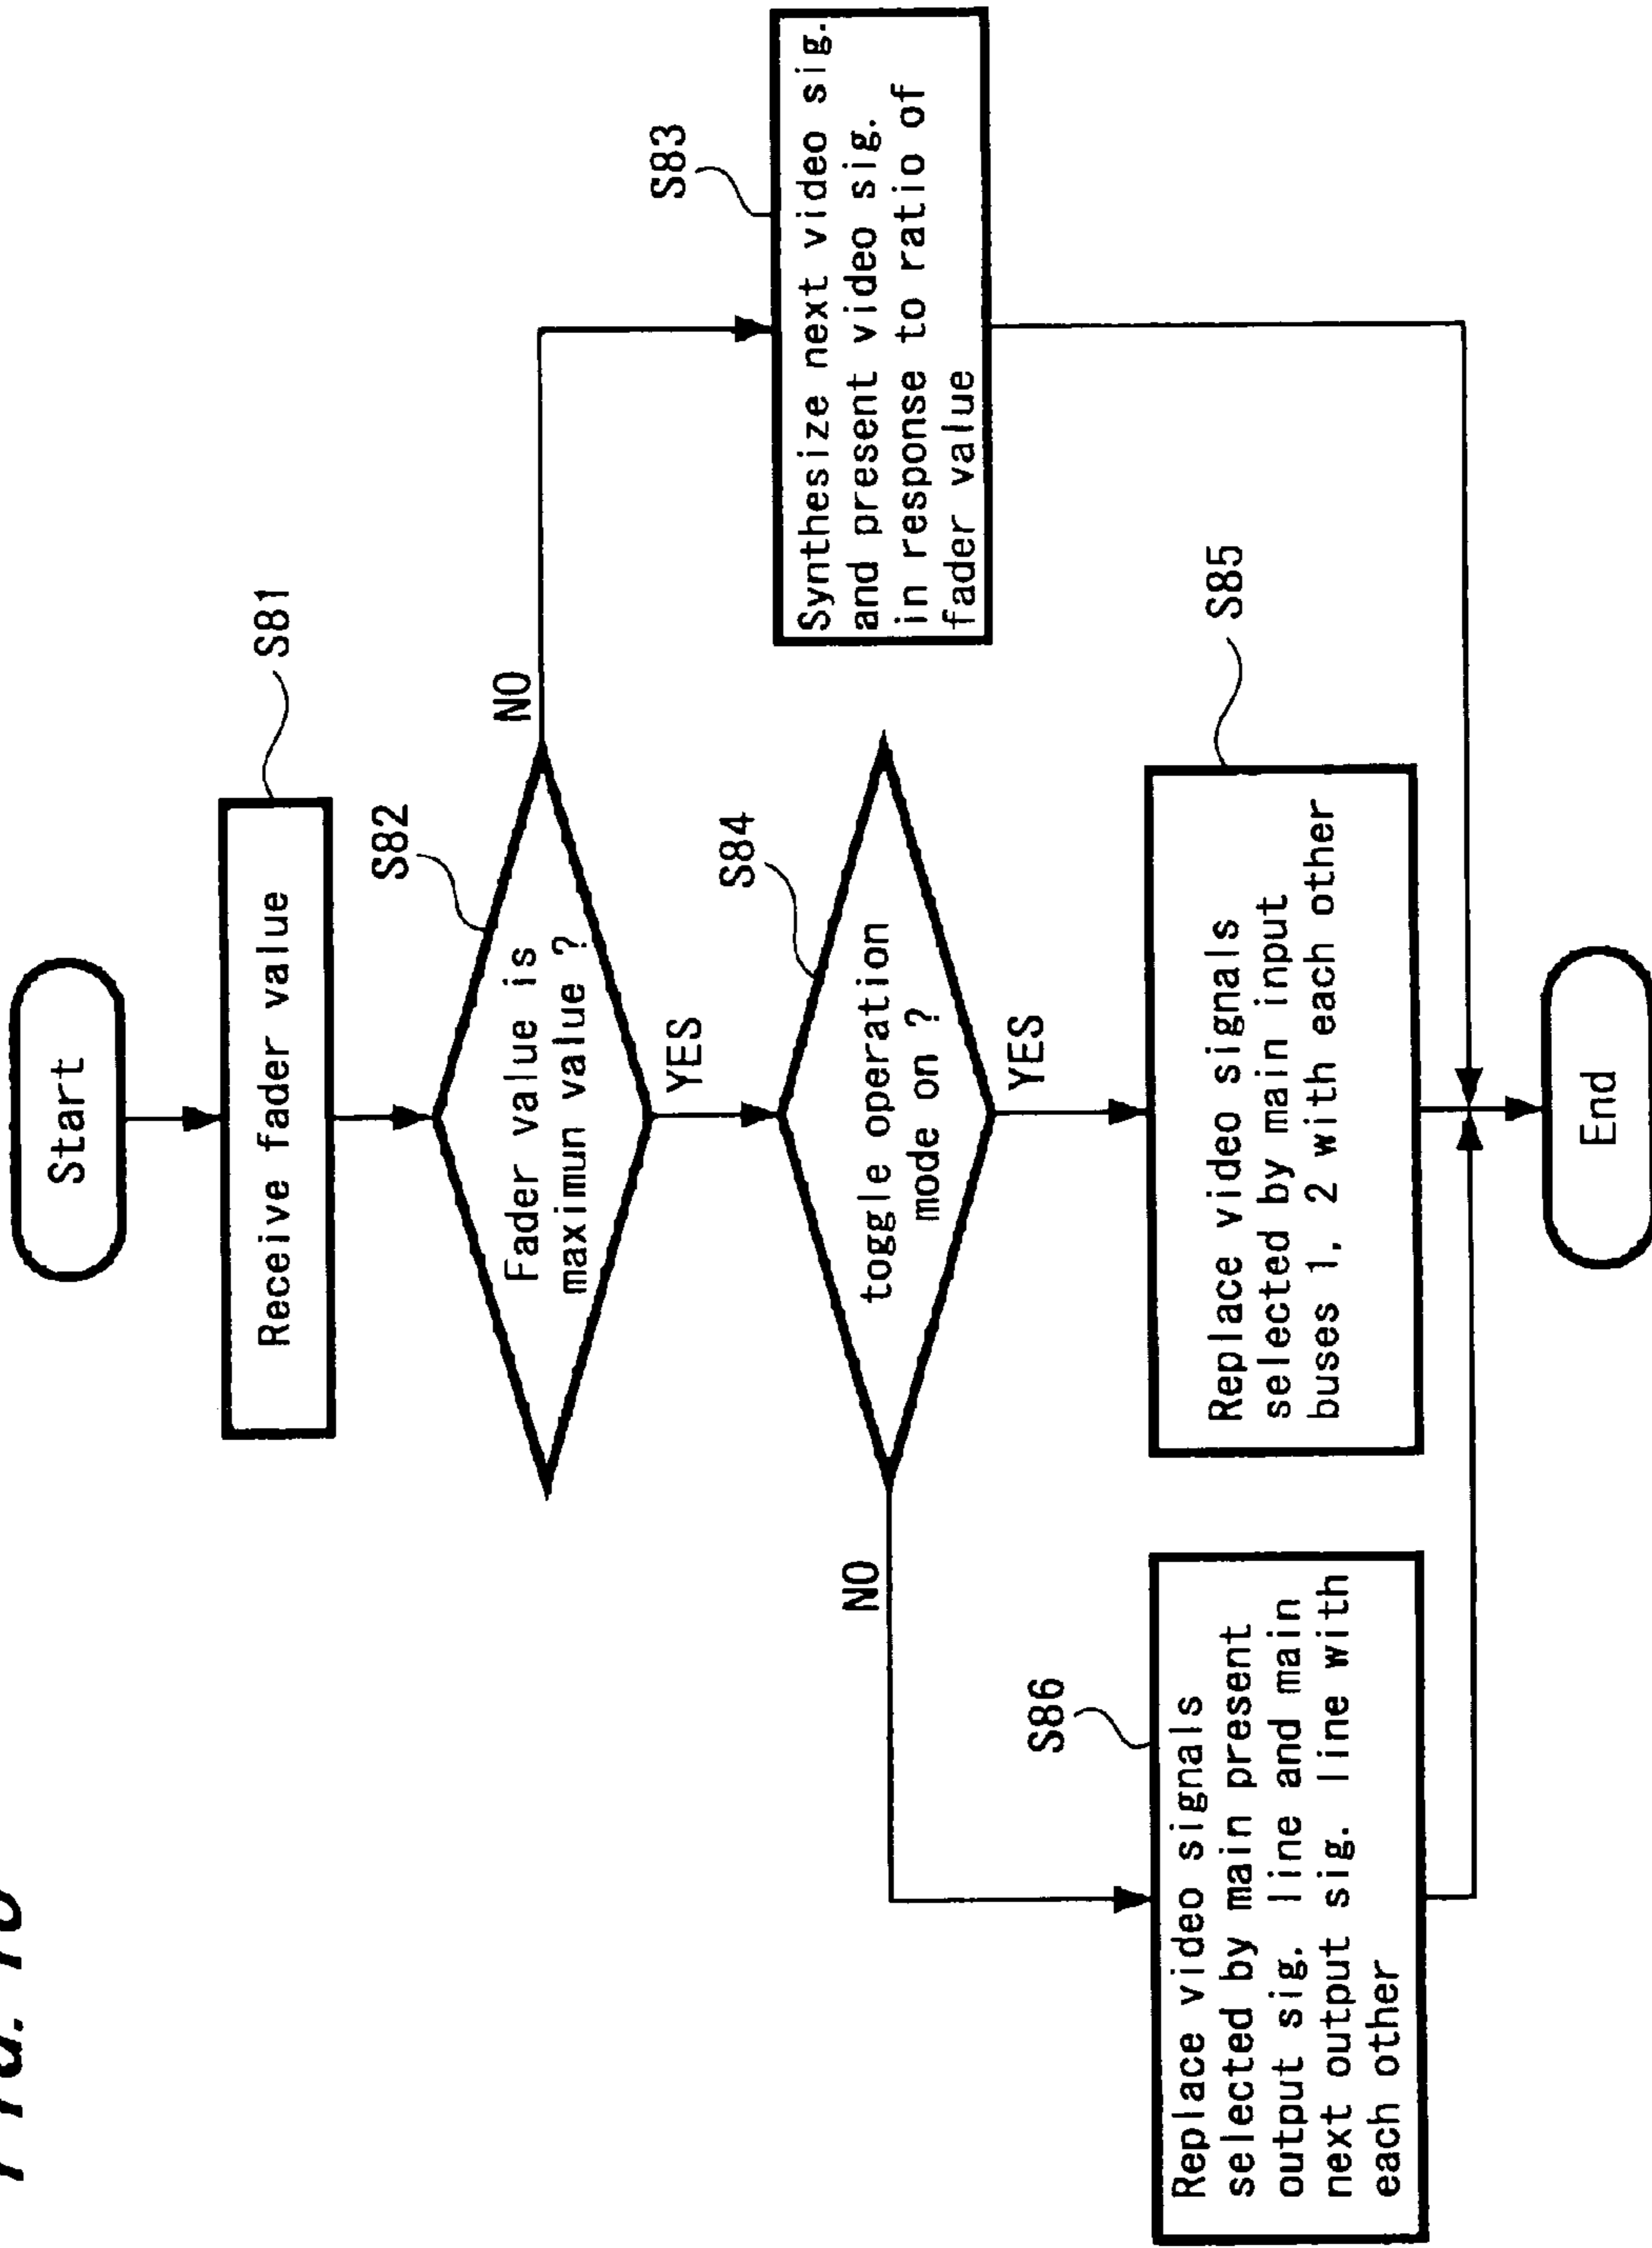 Start
Receive fader value
S81
Fader value is
maximun value ?
S82
NO
YES
Synthesize next video sig.
and present video sig.
in response to ratio of
fader value
S83
toggle operation
mode on ?
S84
NO
YES
Replace video signals
selected by main input
buses 1, 2 with each other
S85
Replace video signals
selected by main present
output sig. line and main
next output sig. line with
each other
S86
End